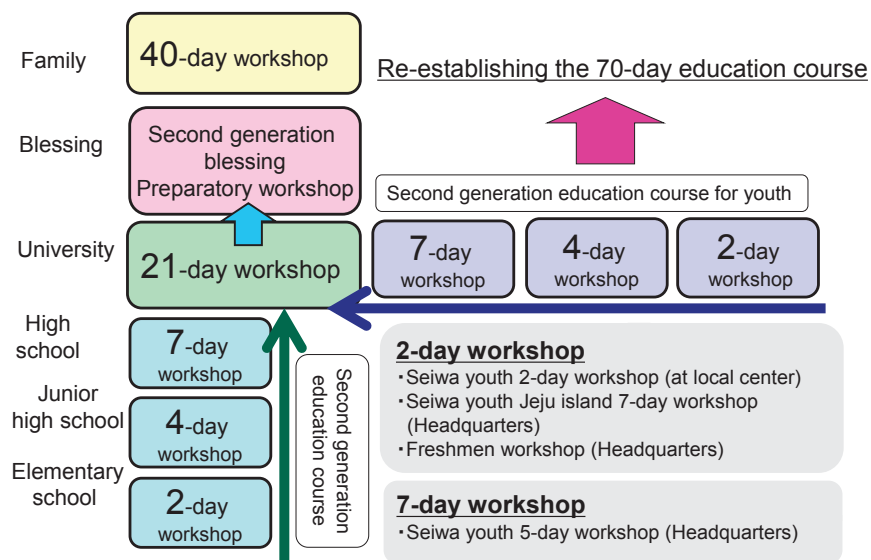 Family
40-day workshop
Re-establishing the 70-day education course
Blessing
Second generation
blessing
Preparatory workshop
Second generation education course for youth
University
21-day workshop
7-day
workshop
4-day
workshop
2-day
workshop
High
school
7-day
workshop
Junior
high school
4-day
workshop
Elementary
school
2-day
workshop
Second generation
education course
2-day workshop
・Seiwa youth 2-day workshop (at local center)
・Seiwa youth Jeju island 7-day workshop
(Headquarters)
・Freshmen workshop (Headquarters)
7-day workshop
・Seiwa youth 5-day workshop (Headquarters)